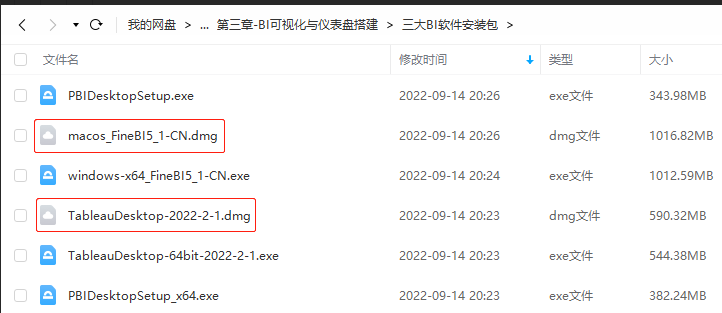 我的网盘 > ... 第三章-BI可视化与仪表盘搭建 > 三大BI软件安装包 >
文件名 修改时间 类型 大小
PBIDesktopSetup.exe 2022-09-14 20:26 exe文件 343.98MB
macos_FineBI5_1-CN.dmg 2022-09-14 20:26 dmg文件 1016.82MB
windows-x64_FineBI5_1-CN.exe 2022-09-14 20:24 exe文件 1012.59MB
TableauDesktop-2022-2-1.dmg 2022-09-14 20:23 dmg文件 590.32MB
TableauDesktop-64bit-2022-2-1.exe 2022-09-14 20:23 exe文件 544.38MB
PBIDesktopSetup_x64.exe 2022-09-14 20:23 exe文件 382.24MB